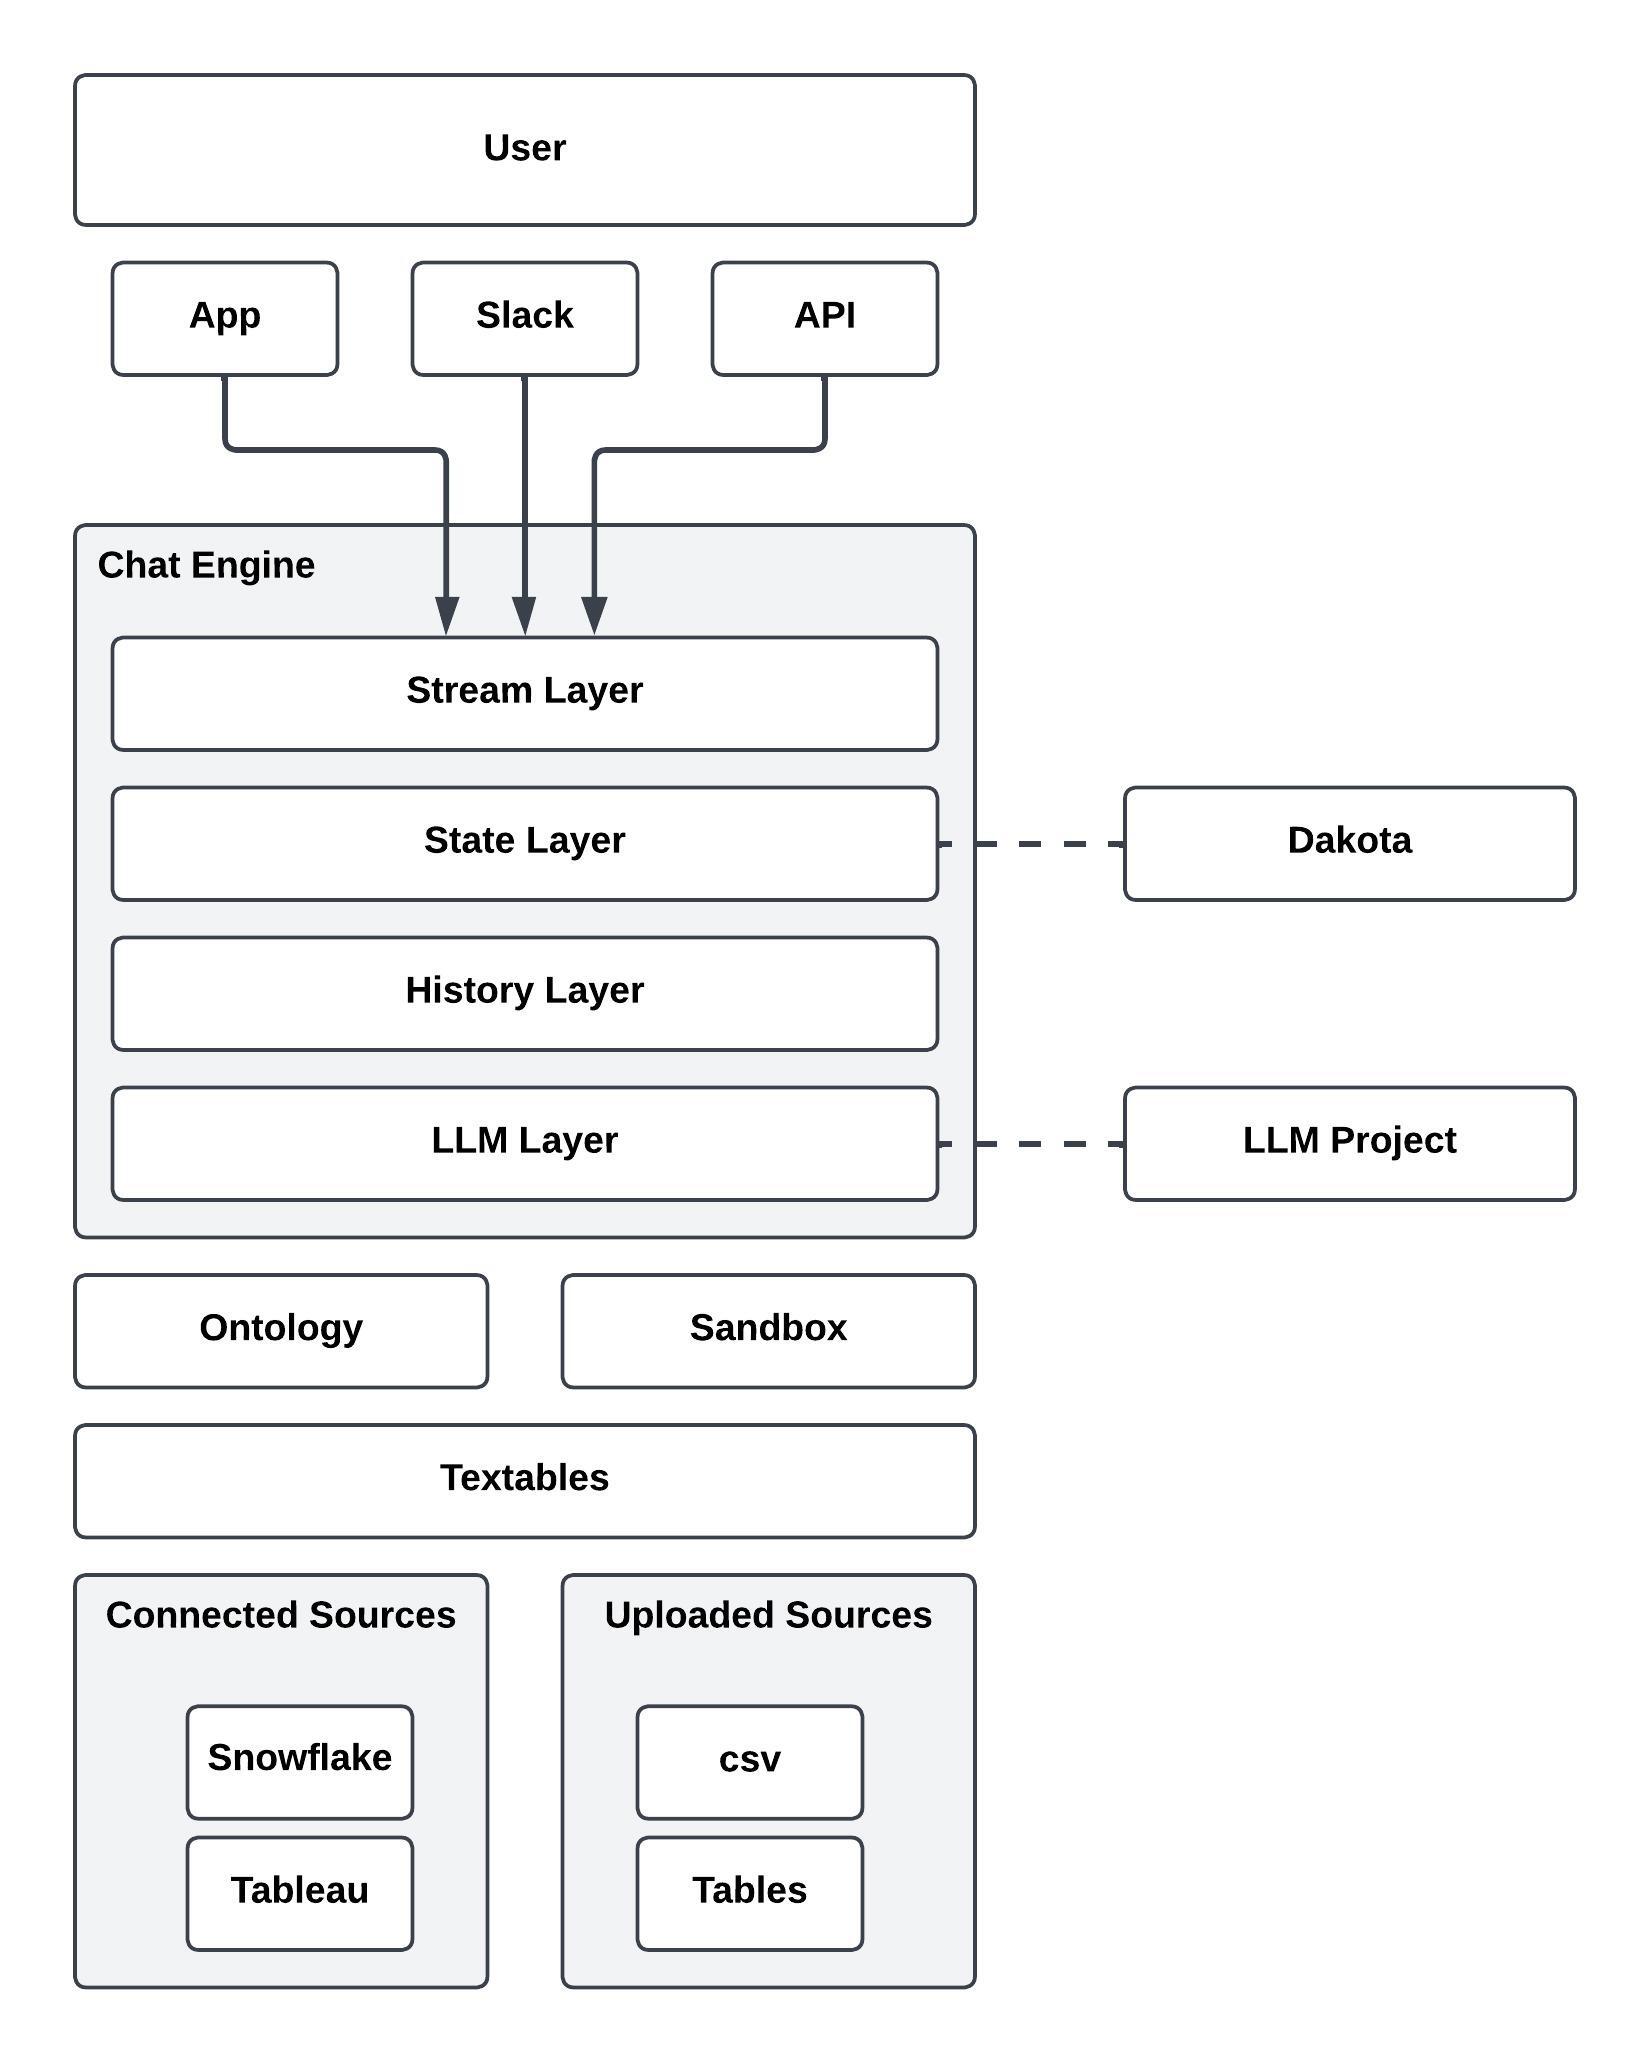 User
App
Slack
API
Chat Engine
Stream Layer
State Layer
Dakota
History Layer
LLM Layer
LLM Project
Ontology
Sandbox
Textables
Connected Sources
Uploaded Sources
Snowflake
csv
Tableau
Tables